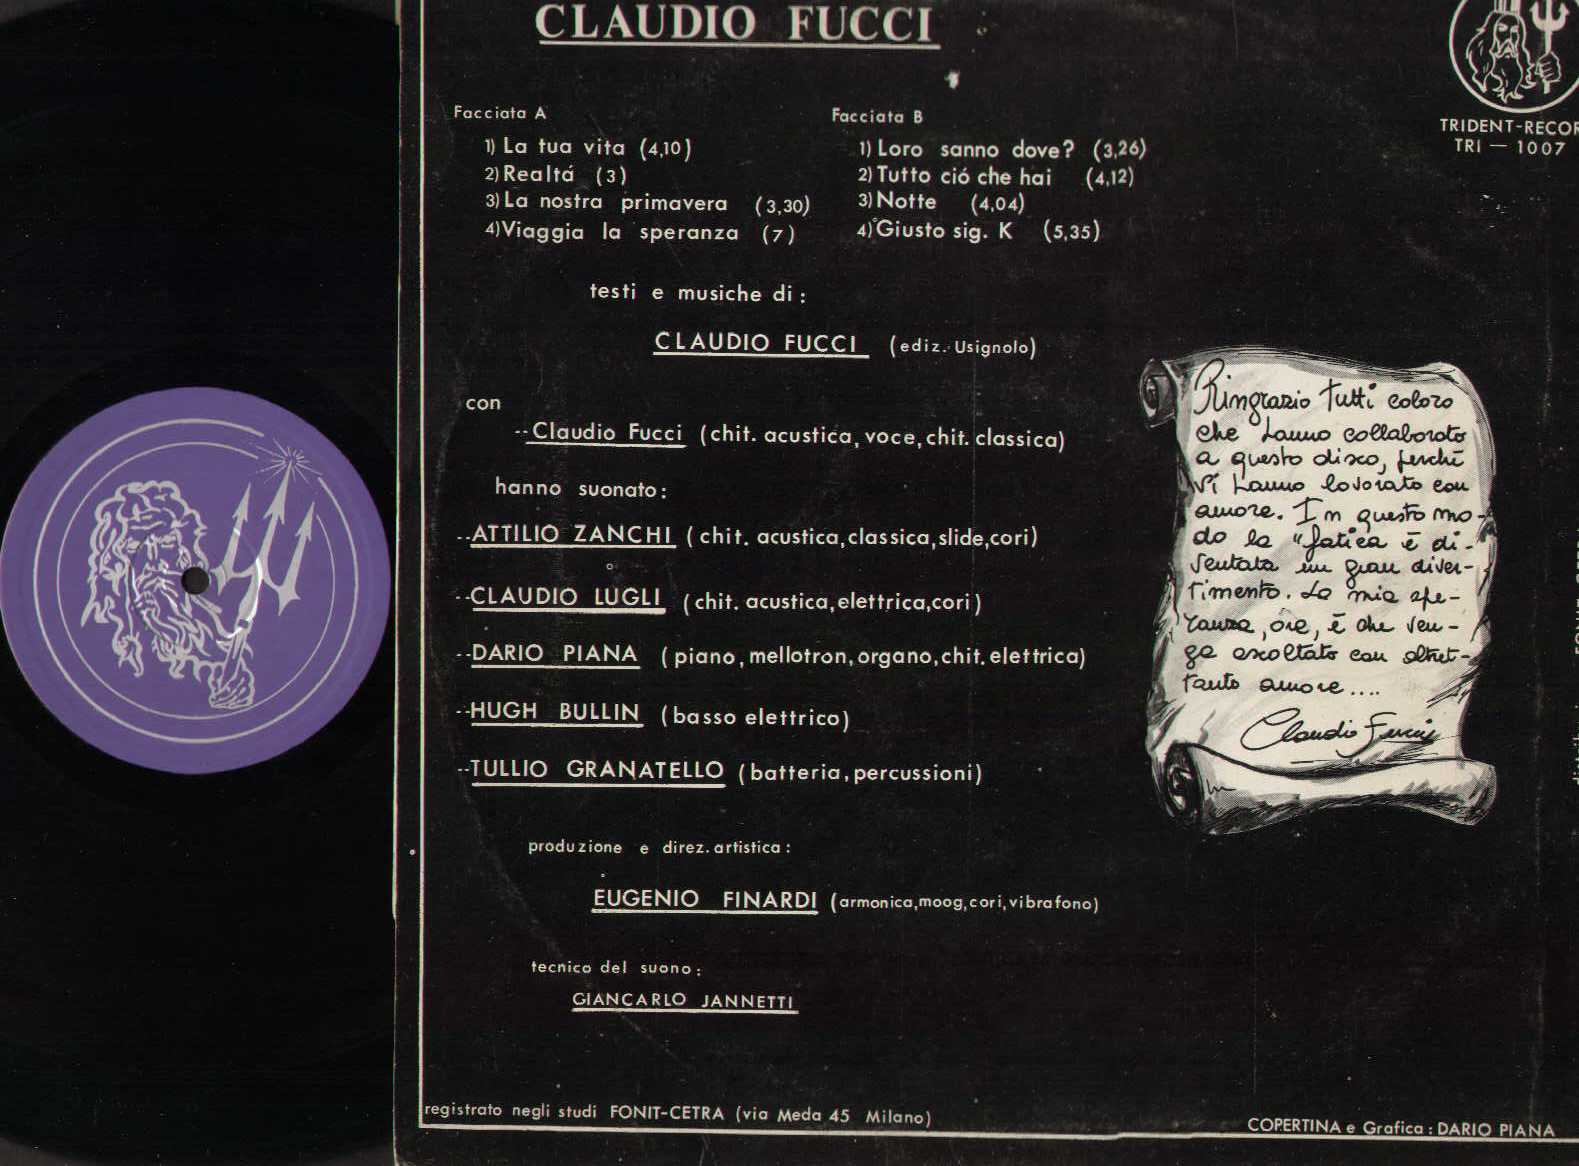 CLAUDIO FUCCI
TRIDENT-RECOR
TRI — 1007
Facciata A
1) La tua vita (4,10)
2) Realtá (3)
3) La nostra primavera (3,30)
4) Viaggia la speranza (7)
Facciata B
1) Loro sanno dove? (3,26)
2) Tutto ció che hai (4,12)
3) Notte (4,04)
4) Giusto sig. K (5,35)
testi e musiche di :
CLAUDIO FUCCI (ediz. Usignolo)
con
--Claudio Fucci (chit. acustica, voce, chit. classica)
hanno suonato:
--ATTILIO ZANCHI (chit. acustica,classica,slide,cori)
--CLAUDIO LUGLI (chit. acustica,elettrica,cori)
--DARIO PIANA (piano,mellotron,organo,chit. elettrica)
--HUGH BULLIN (basso elettrico)
--TULLIO GRANATELLO (batteria,percussioni)
produzione e direz. artistica :
EUGENIO FINARDI (armonica,moog,cori,vibrafono)
tecnico del suono :
GIANCARLO JANNETTI
registrato negli studi FONIT-CETRA (via Meda 45 Milano)
COPERTINA e Grafica : DARIO PIANA
Ringrazio tutti coloro
che hanno collaborato
a questo disco, perchè
vi hanno lavorato con
amore. In questo mo-
do la "fatica è di-
ventata un gran diver-
timento. La mia spe-
ranza, ora, è che ven-
ga ascoltato con altret-
tanto amore....
Claudio Fucci